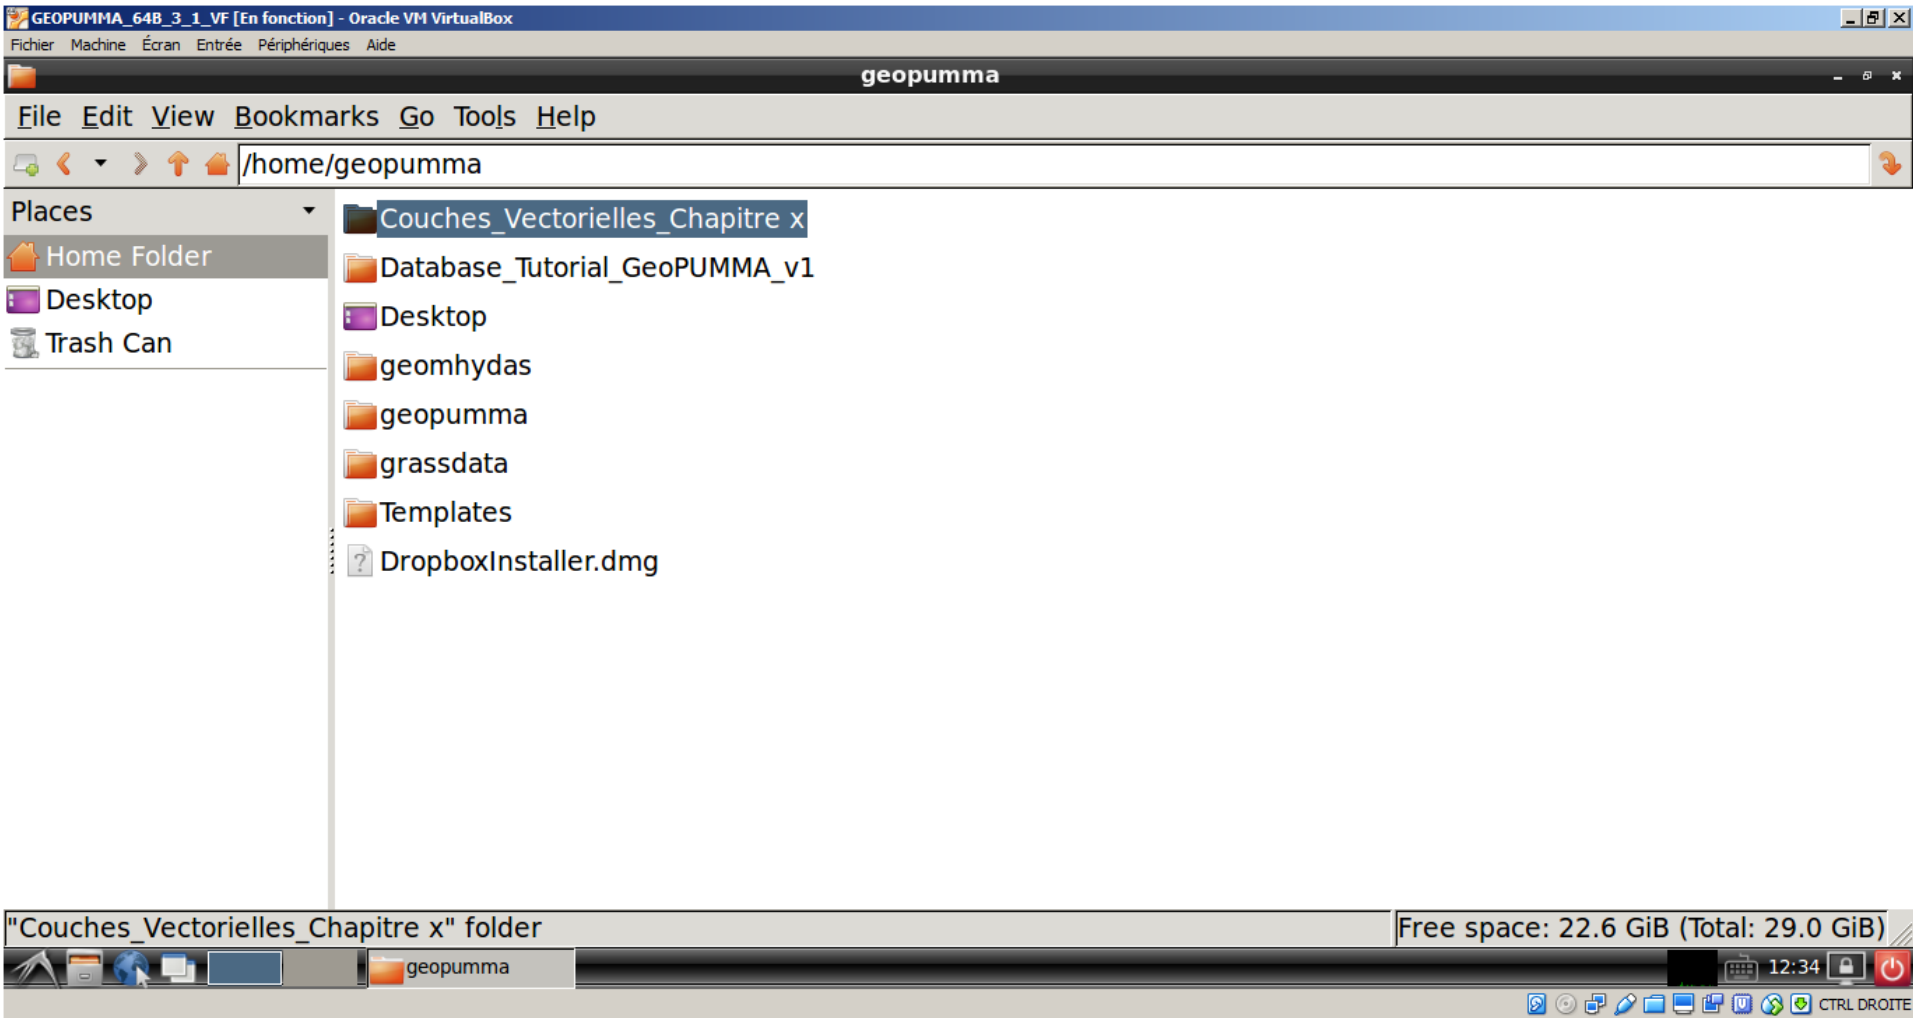 GEOPUMMA_64B_3_1_VF [En fonction] - Oracle VM VirtualBox
Fichier Machine Écran Entrée Périphériques Aide
geopumma
File Edit View Bookmarks Go Tools Help
/home/geopumma
Places
Home Folder
Desktop
Trash Can
Couches_Vectorielles_Chapitre x
Database_Tutorial_GeoPUMMA_v1
Desktop
geomhydas
geopumma
grassdata
Templates
DropboxInstaller.dmg
"Couches_Vectorielles_Chapitre x" folder
Free space: 22.6 GiB (Total: 29.0 GiB)
geopumma
12:34
CTRL DROITE